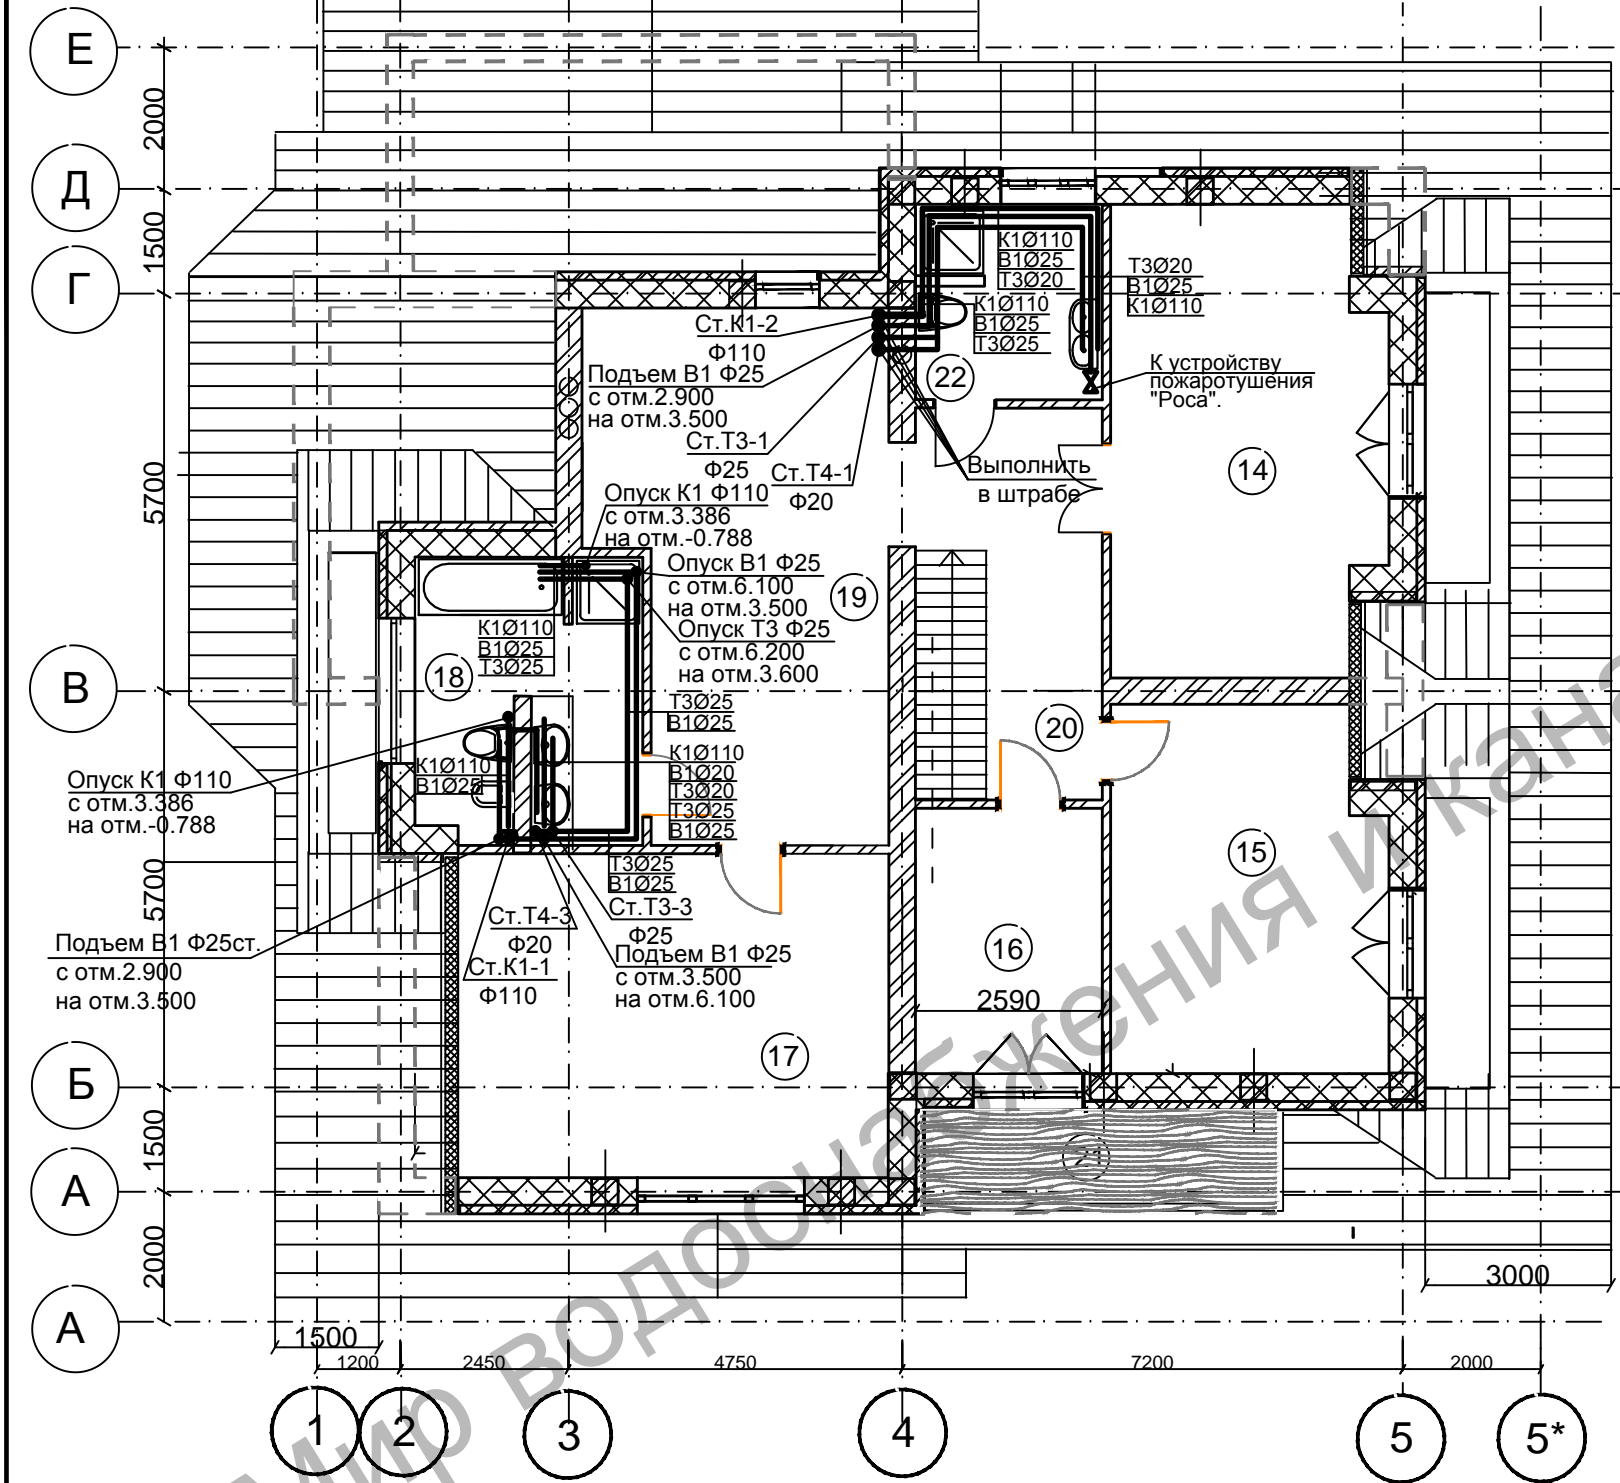 Е
Д
Г
В
Б
А
А
2000
1500
5700
5700
1500
2000
К1Ø110
В1Ø25
Т3Ø20
К1Ø110
В1Ø25
Т3Ø25
Т3Ø20
В1Ø25
К1Ø110
К устройству
пожаротушения
"Роса".
22
14
Ст.К1-2
Ф110
Подъем В1 Ф25
с отм.2.900
на отм.3.500
Ст.Т3-1
Ф25
Ст.Т4-1
Ф20
Выполнить
в штрабе
Опуск К1 Ф110
с отм.3.386
на отм.-0.788
Опуск В1 Ф25
с отм.6.100
на отм.3.500
19
Опуск Т3 Ф25
с отм.6.200
на отм.3.600
К1Ø110
В1Ø25
Т3Ø25
18
Т3Ø25
В1Ø25
20
К1Ø110
В1Ø25
К1Ø110
В1Ø20
Т3Ø20
Т3Ø25
В1Ø25
Опуск К1 Ф110
с отм.3.386
на отм.-0.788
Т3Ø25
В1Ø25
15
Ст.Т4-3
Ф20
Ст.Т3-3
Ф25
Подъем В1 Ф25ст.
с отм.2.900
на отм.3.500
Ст.К1-1
Ф110
Подъем В1 Ф25
с отм.3.500
на отм.6.100
16
2590
17
21
3000
1500
1200
2450
4750
7200
2000
1
2
3
4
5
5*
Мир водоснабжения и кана